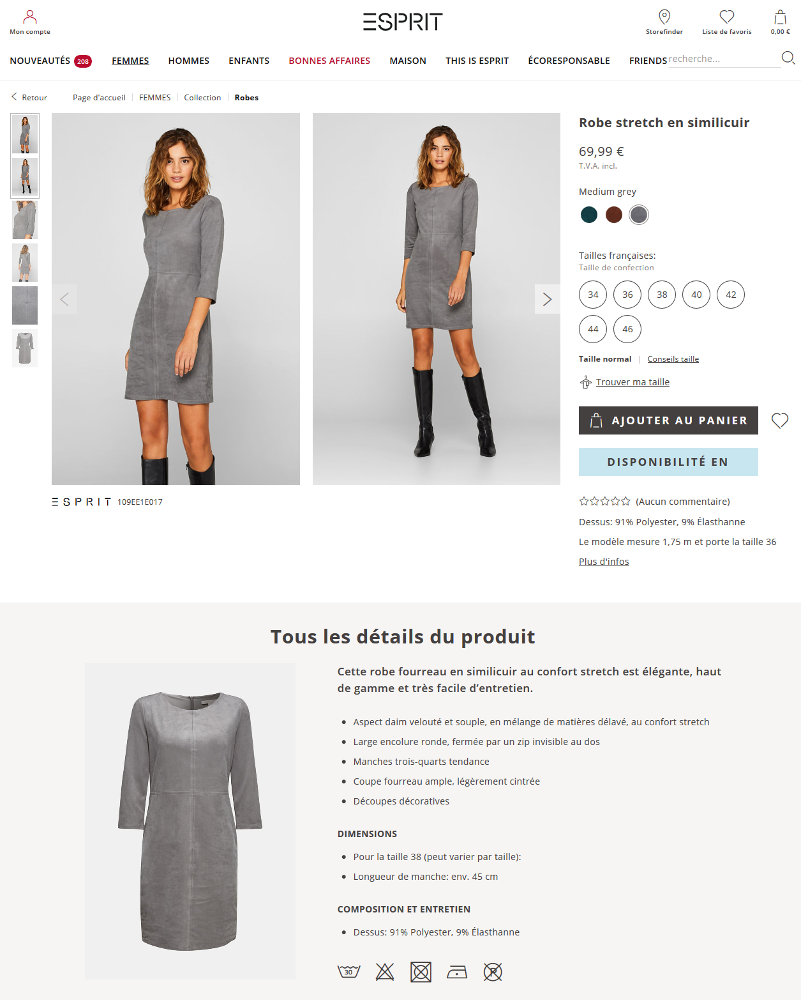 Mon compte
ESPRIT
Storefinder
Liste de favoris
0,00 €
NOUVEAUTÉS 208 FEMMES HOMMES ENFANTS BONNES AFFAIRES MAISON THIS IS ESPRIT ÉCORESPONSABLE FRIENDS recherche...
Retour Page d'accueil FEMMES Collection Robes
Robe stretch en similicuir
69,99 €
T.V.A. incl.
Medium grey
Tailles françaises:
Taille de confection
34 36 38 40 42
44 46
Taille normal | Conseils taille
Trouver ma taille
AJOUTER AU PANIER
DISPONIBILITÉ EN
ESPRIT 109EE1E017
(Aucun commentaire)
Dessus: 91% Polyester, 9% Élasthanne
Le modèle mesure 1,75 m et porte la taille 36
Plus d'infos
Tous les détails du produit
Cette robe fourreau en similicuir au confort stretch est élégante, haut
de gamme et très facile d’entretien.
Aspect daim velouté et souple, en mélange de matières délavé, au confort stretch
Large encolure ronde, fermée par un zip invisible au dos
Manches trois-quarts tendance
Coupe fourreau ample, légèrement cintrée
Découpes décoratives
DIMENSIONS
Pour la taille 38 (peut varier par taille):
Longueur de manche: env. 45 cm
COMPOSITION ET ENTRETIEN
Dessus: 91% Polyester, 9% Élasthanne
30
P